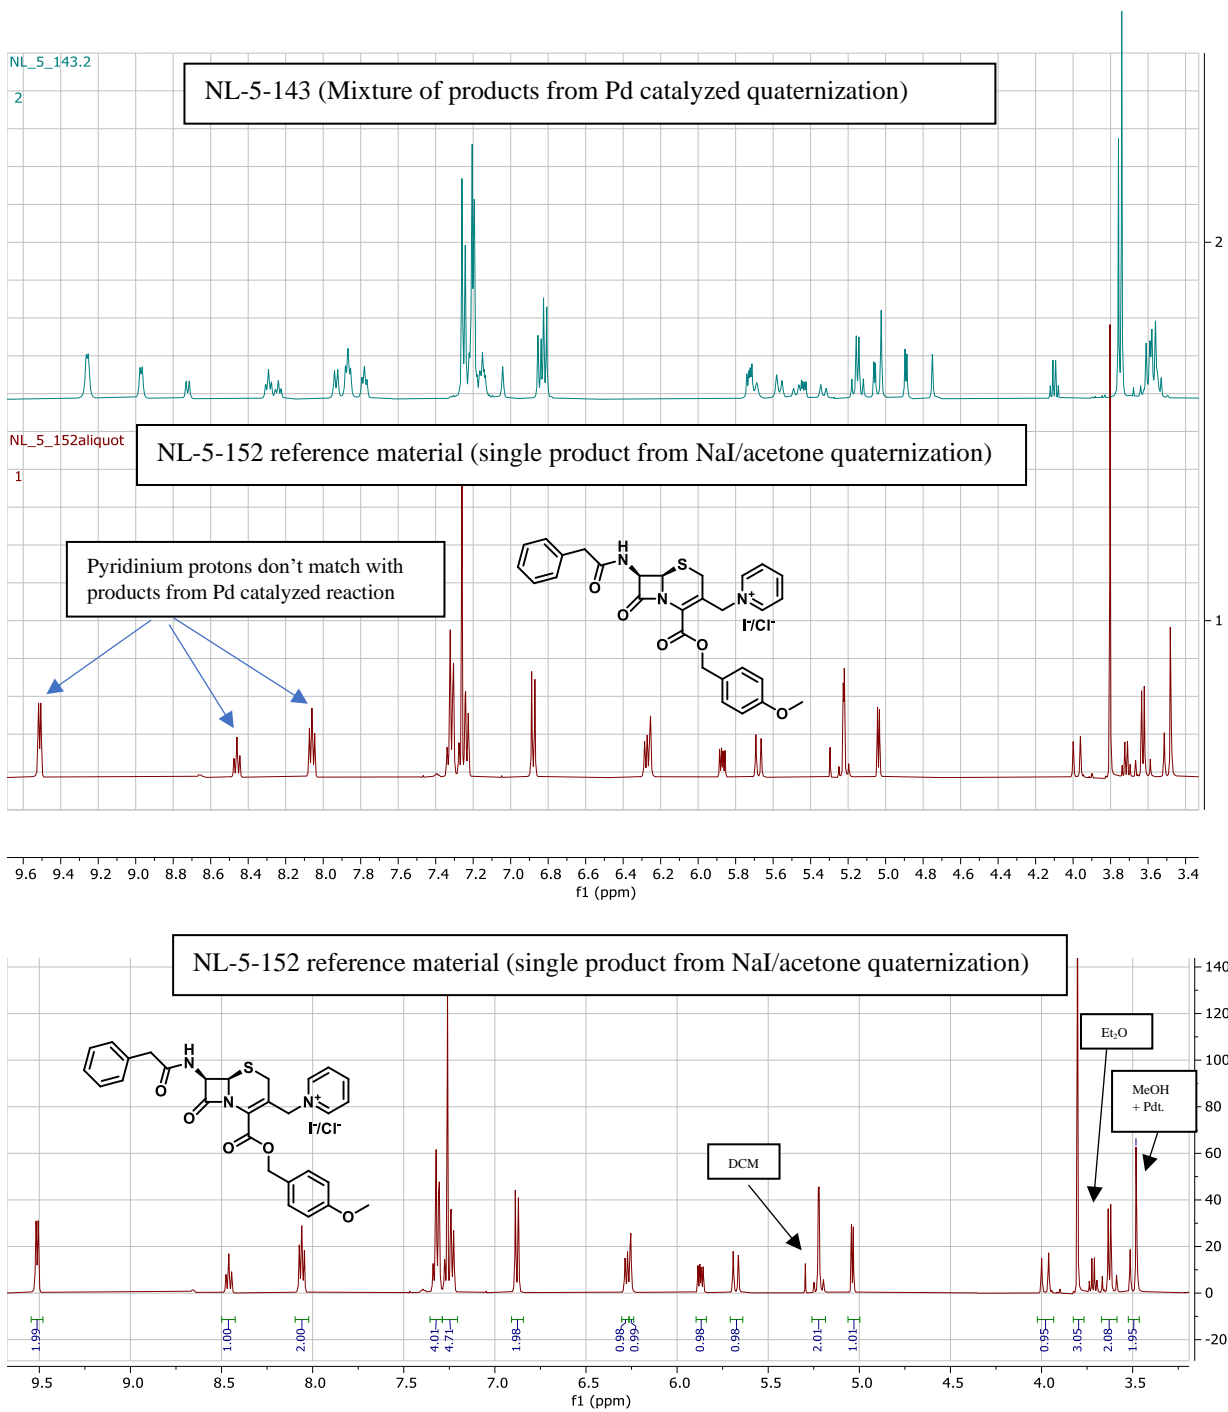 NL_5_143.2
2
NL-5-143 (Mixture of products from Pd catalyzed quaternization)
2
NL_5_152aliquot
1
NL-5-152 reference material (single product from NaI/acetone quaternization)
Pyridinium protons don't match with
products from Pd catalyzed reaction
H
N
O
S
N
O
N+
I-/Cl-
O
O
O
1
9.6 9.4 9.2 9.0 8.8 8.6 8.4 8.2 8.0 7.8 7.6 7.4 7.2 7.0 6.8 6.6 6.4 6.2 6.0 5.8 5.6 5.4 5.2 5.0 4.8 4.6 4.4 4.2 4.0 3.8 3.6 3.4
f1 (ppm)
NL-5-152 reference material (single product from NaI/acetone quaternization)
140
120
100
80
60
40
20
0
-20
Et2O
MeOH
+ Pdt.
DCM
H
N
O
S
N
O
N+
I-/Cl-
O
O
O
1.99 1.00 2.00 4.01 4.71 1.98 0.98 0.99 0.98 0.98 2.01 1.01 0.95 3.05 2.08 1.95
9.5 9.0 8.5 8.0 7.5 7.0 6.5 6.0 5.5 5.0 4.5 4.0 3.5
f1 (ppm)